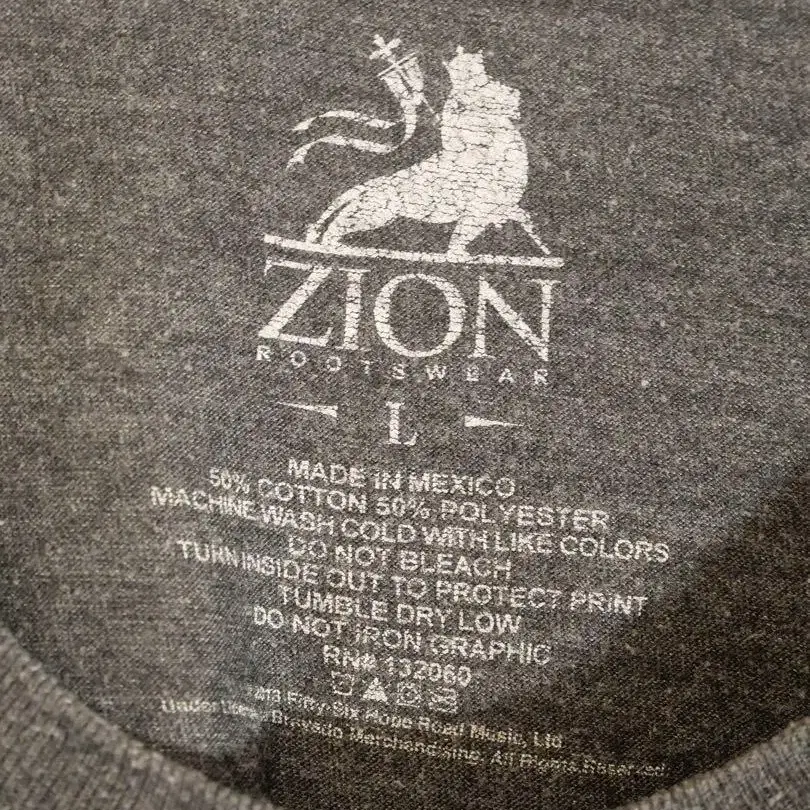 ZION
ROOTSWEAR
L
MADE IN MEXICO
50% COTTON 50% POLYESTER
MACHINE WASH COLD WITH LIKE COLORS
DO NOT BLEACH
TURN INSIDE OUT TO PROTECT PRINT
TUMBLE DRY LOW
DO NOT IRON GRAPHIC
RN# 132060
Fifty-Six Hope Road Music, Ltd
Under Bravado Merchandising. All Rights Reserved.